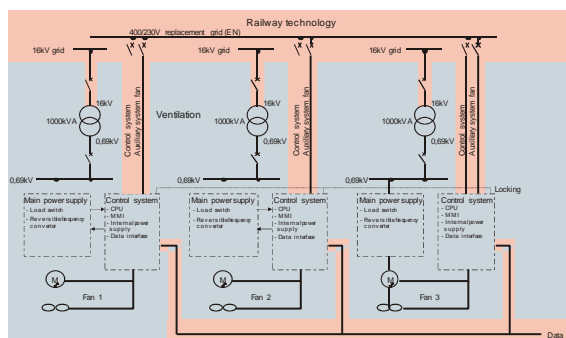 Railway technology
400/230V replacement grid (EN)
16kV grid
16kV grid
16kV grid
16kV
1000kVA
0,69kV
0,69kV
Control system
Auxiliary system fan
Ventilation
16kV
1000kVA
0,69kV
0,69kV
Control system
Auxiliary system fan
16kV
1000kVA
0,69kV
0,69kV
Control system
Auxiliary system fan
Locking
Main power supply
- Load switch
- Reversible frequency
converter
Control system
- CPU
- MMI
- Internal power
supply
- Data interface
Main power supply
- Load switch
- Reversible frequency
converter
Control system
- CPU
- MMI
- Internal power
supply
- Data interface
Main power supply
- Load switch
- Reversible frequency
converter
Control system
- CPU
- MMI
- Internal power
supply
- Data interface
M
Fan 1
M
Fan 2
M
Fan 3
Data